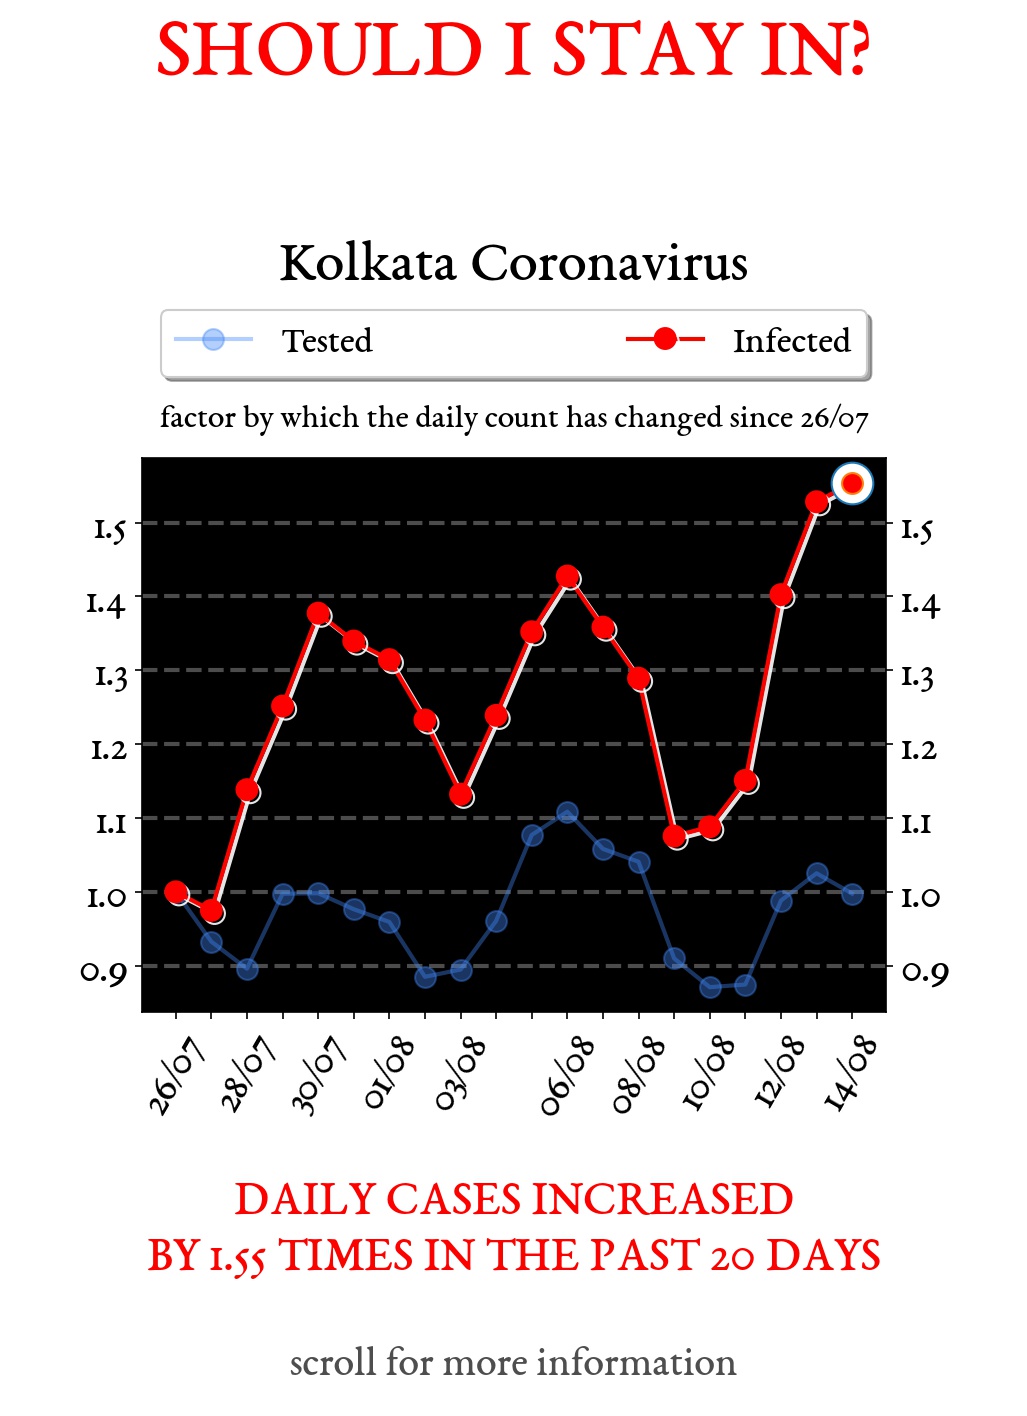 SHOULD I STAY IN?
Kolkata Coronavirus
Tested Infected
factor by which the daily count has changed since 26/07
1.5 1.5
1.4 1.4
1.3 1.3
1.2 1.2
1.1 1.1
1.0 1.0
0.9 0.9
26/07 28/07 30/07 01/08 03/08 06/08 08/08 10/08 12/08 14/08
DAILY CASES INCREASED
BY 1.55 TIMES IN THE PAST 20 DAYS
scroll for more information